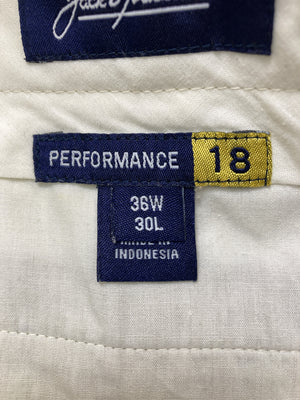 PERFORMANCE 18
36W
30L
MADE IN
INDONESIA